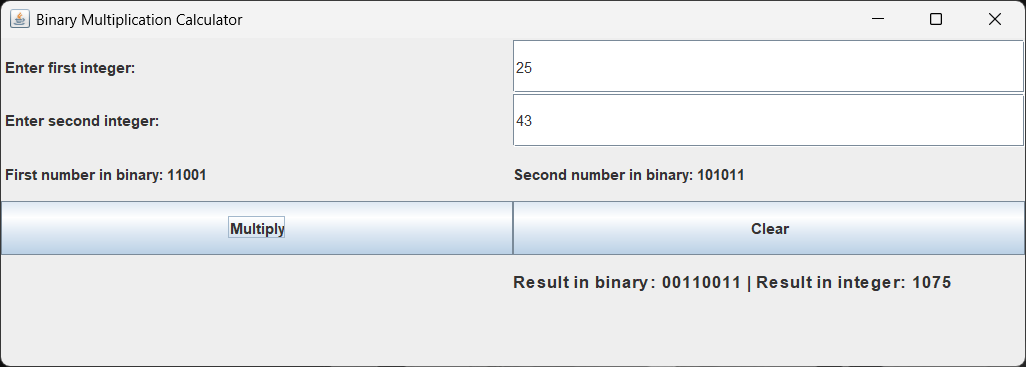 Binary Multiplication Calculator
Enter first integer: 25
Enter second integer: 43
First number in binary: 11001 Second number in binary: 101011
Multiply Clear
Result in binary: 00110011 | Result in integer: 1075